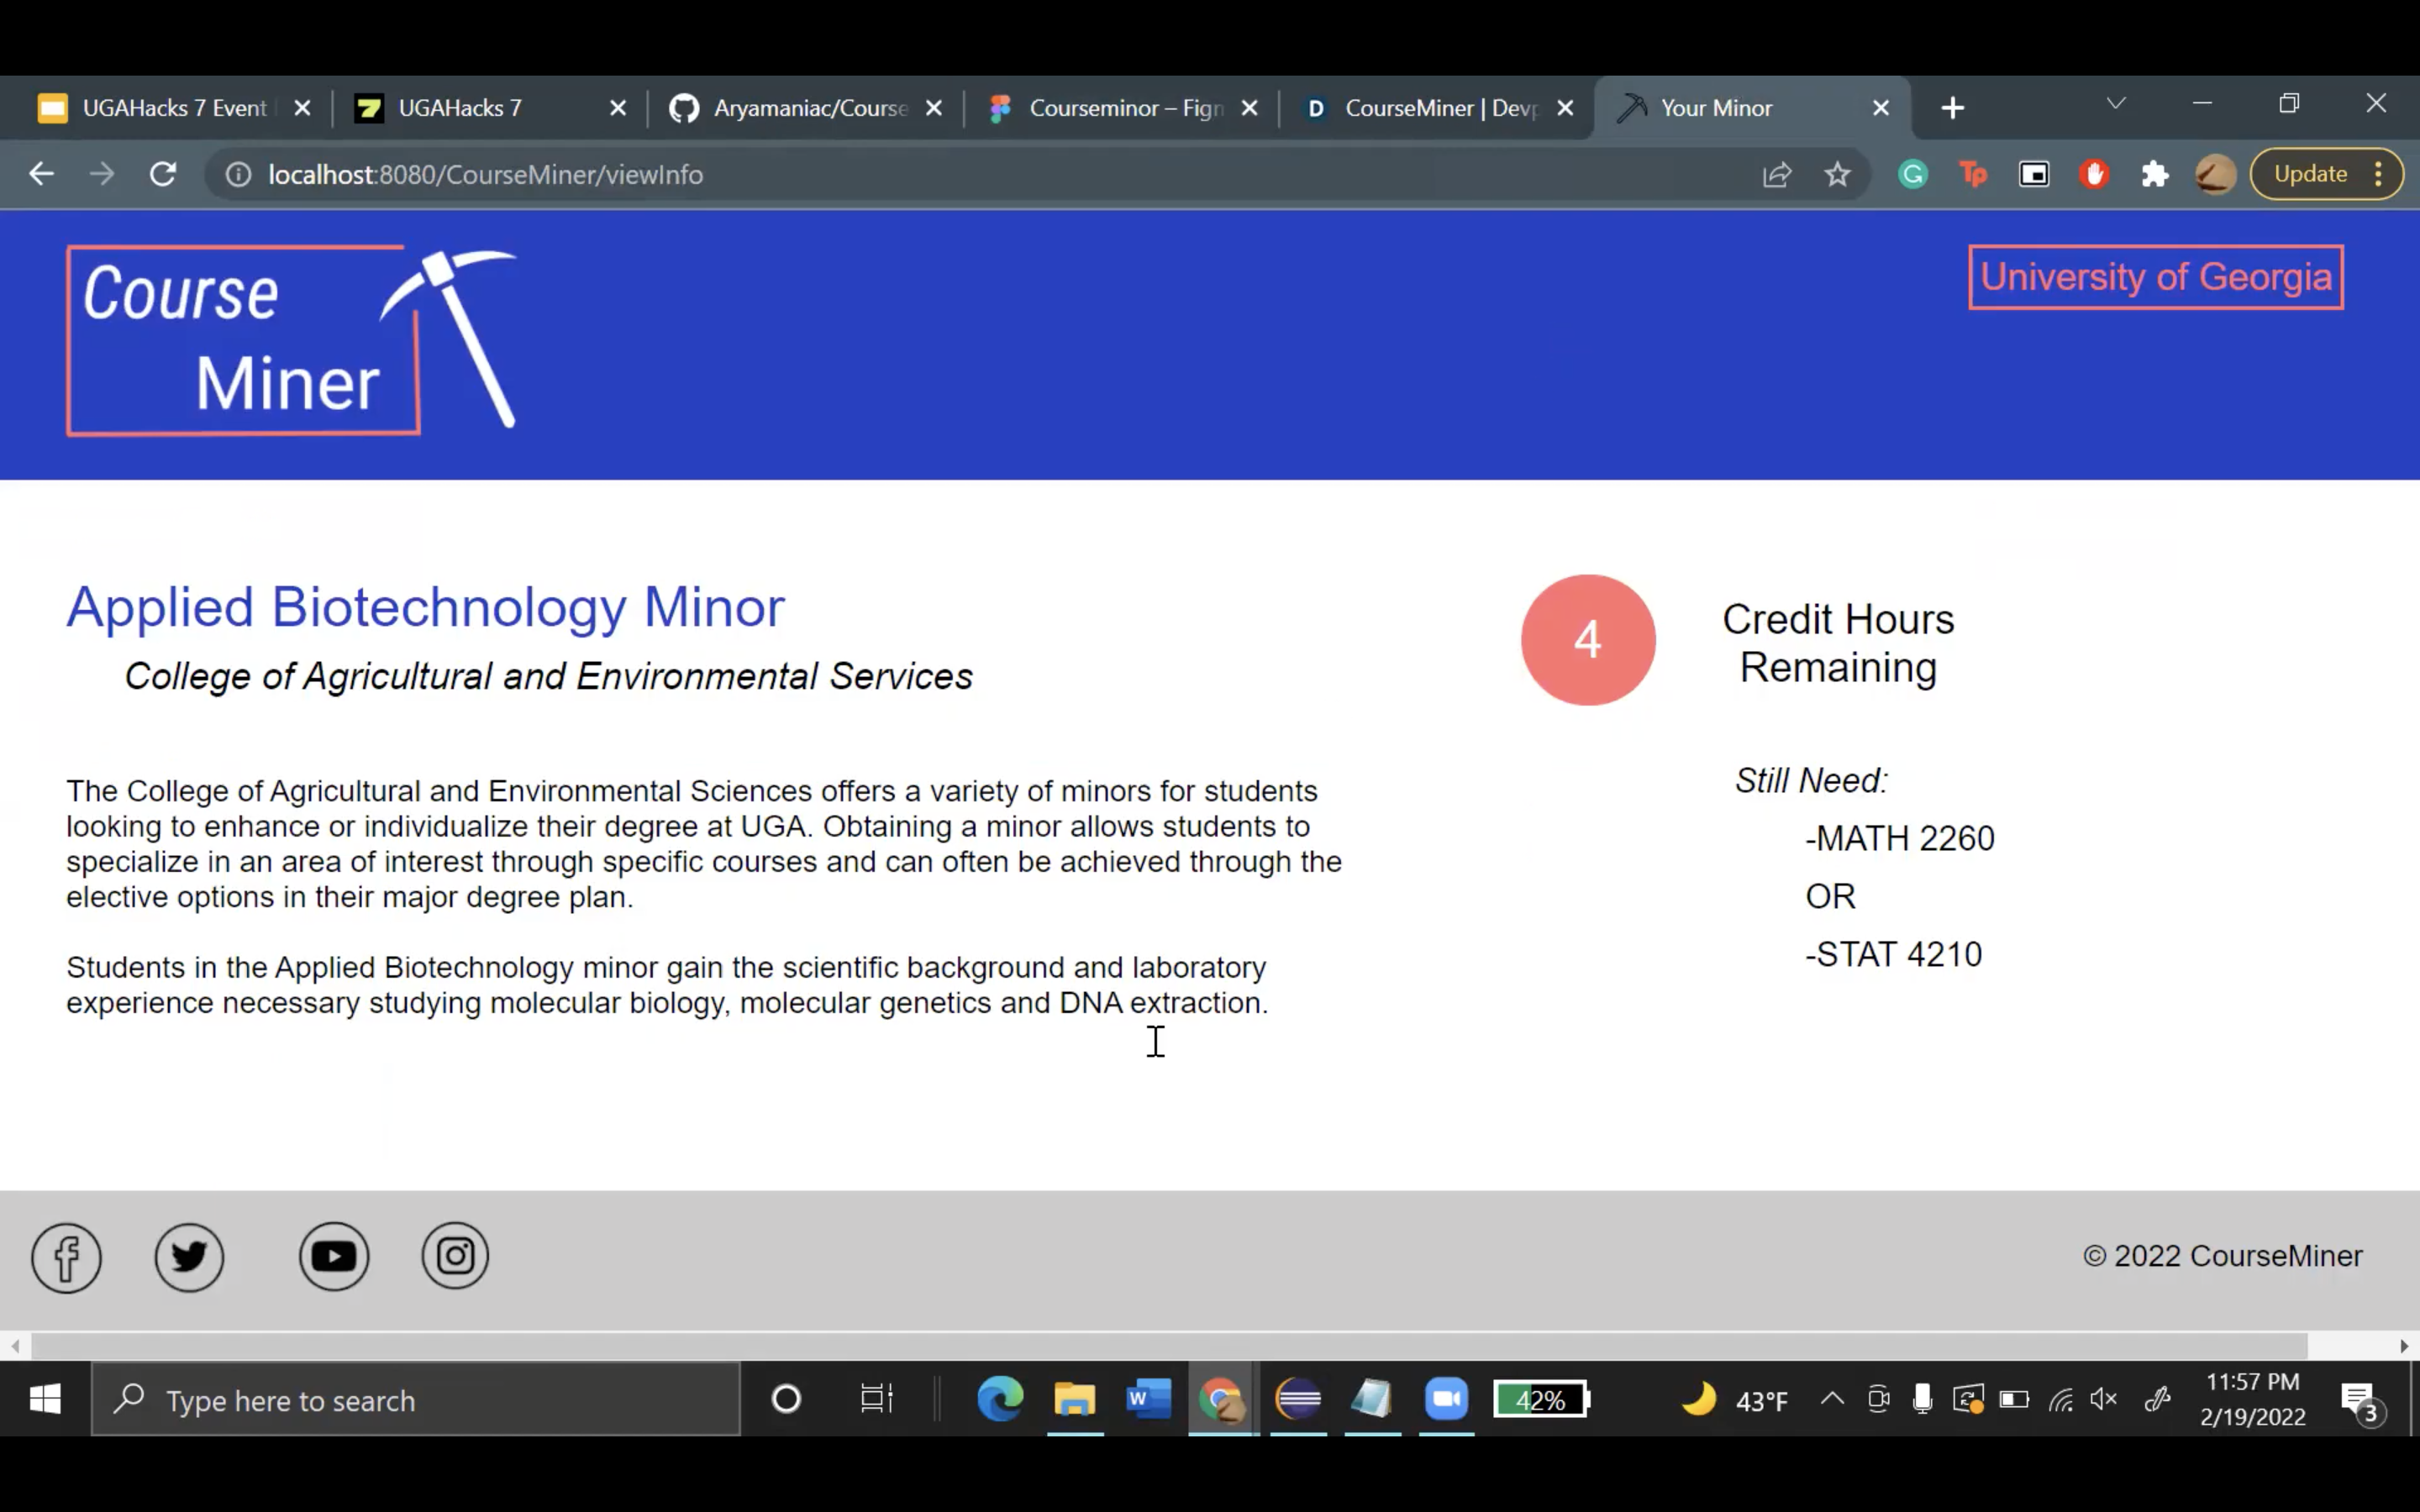 UGAHacks 7 Event
UGAHacks 7
Aryamaniac/Course
Courseminor – Figm
CourseMiner | Devp
Your Minor
localhost:8080/CourseMiner/viewInfo
Update
Course
Miner
University of Georgia
Applied Biotechnology Minor
College of Agricultural and Environmental Services
The College of Agricultural and Environmental Sciences offers a variety of minors for students
looking to enhance or individualize their degree at UGA. Obtaining a minor allows students to
specialize in an area of interest through specific courses and can often be achieved through the
elective options in their major degree plan.
Students in the Applied Biotechnology minor gain the scientific background and laboratory
experience necessary studying molecular biology, molecular genetics and DNA extraction.
4
Credit Hours
Remaining
Still Need:
-MATH 2260
OR
-STAT 4210
© 2022 CourseMiner
Type here to search
42%
43°F
11:57 PM
2/19/2022
3